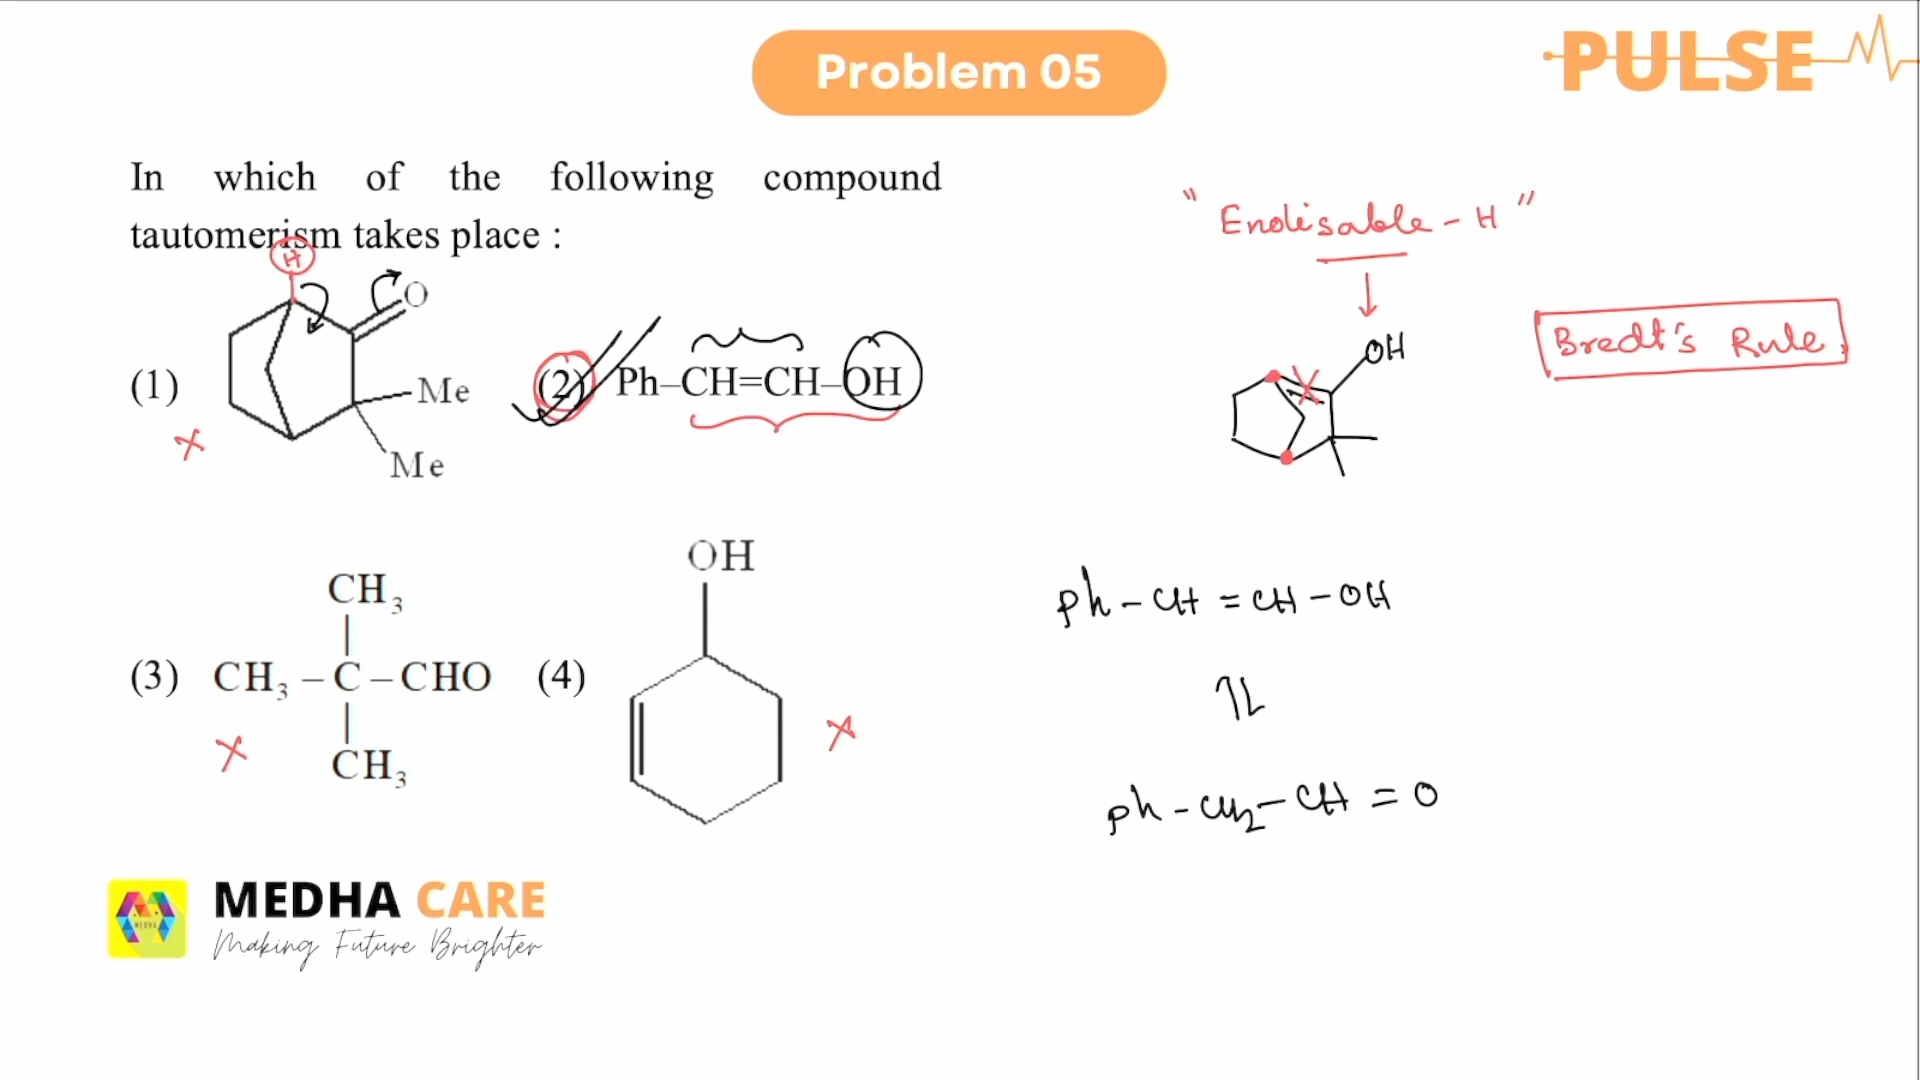 Problem 05
PULSE
In which of the following compound
tautomerism takes place :
H
O
(1)
Me
Me
(2) Ph–CH=CH–OH
"Enolisable - H"
OH
Bredt's Rule
CH₃
(3) CH₃ – C – CHO
CH₃
OH
(4)
Ph - CH = CH - OH
Ph - CH₂ - CH = O
MEDHA
MEDHA CARE
Making Future Brighter